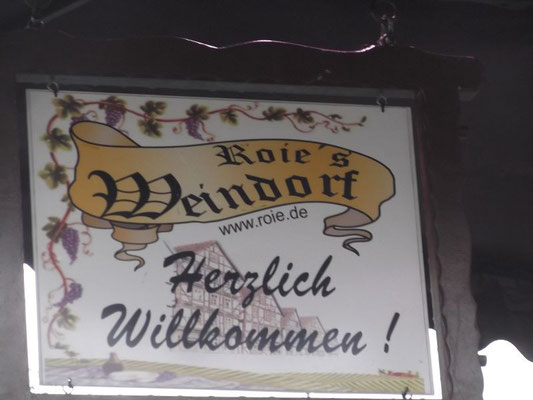 Roie´s
Weindorf
www.roie.de
Herzlich
Willkommen !